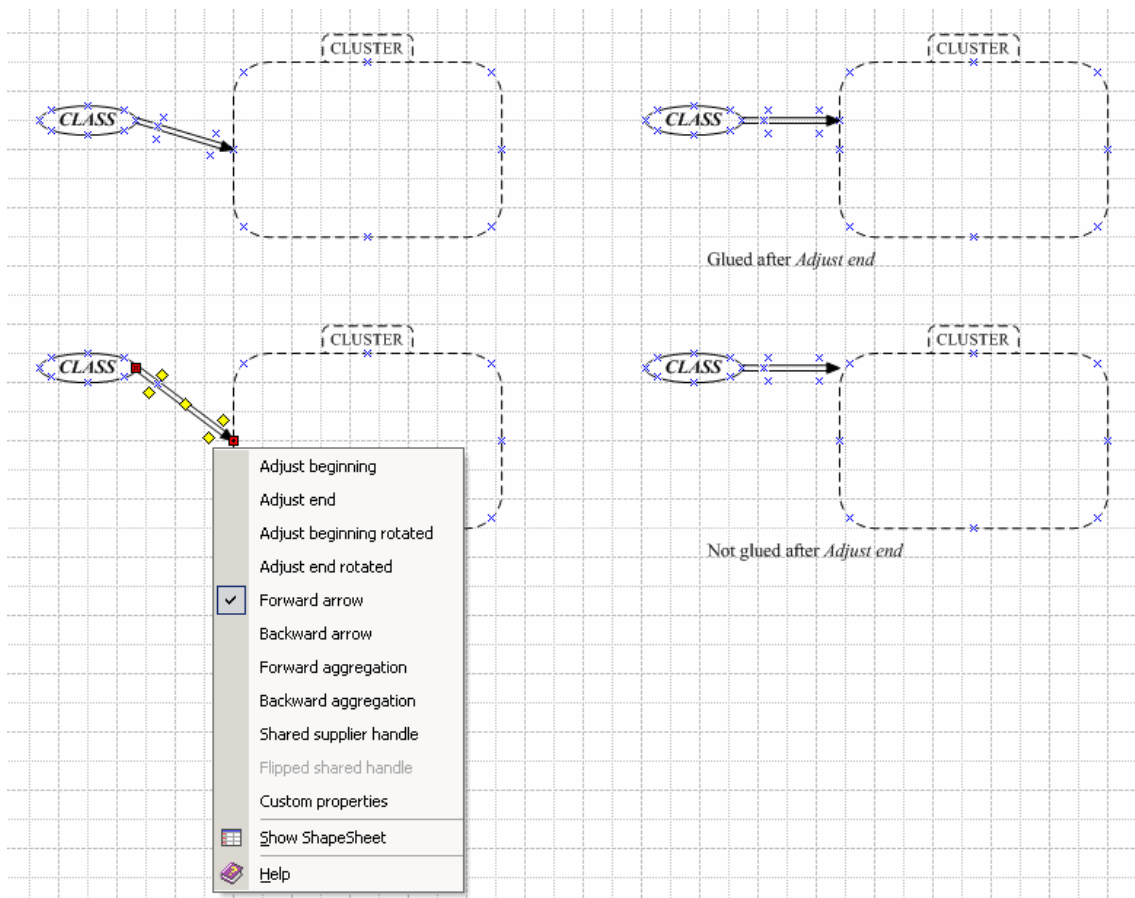 CLUSTER
CLASS
CLUSTER
CLASS
Glued after Adjust end
CLUSTER
CLASS
CLUSTER
CLASS
Not glued after Adjust end
Adjust beginning
Adjust end
Adjust beginning rotated
Adjust end rotated
Forward arrow
Backward arrow
Forward aggregation
Backward aggregation
Shared supplier handle
Flipped shared handle
Custom properties
Show ShapeSheet
Help